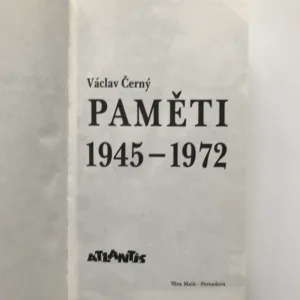 Václav Černý
PAMĚTI
1945 – 1972
ATLANTIS